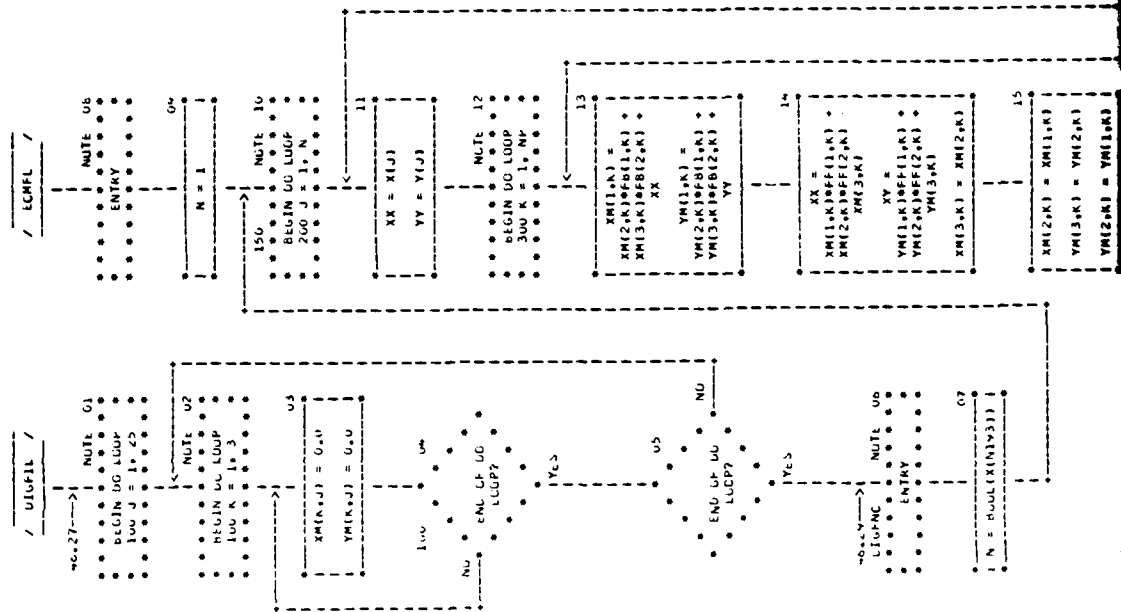 / DIGFIL /
46.27---->
NOTE 01
BEGIN DO LOOP
100 J = 1, 25
NOTE 02
BEGIN DO LOOP
100 K = 1, 3
03
XM(K,J) = 0.0
YM(K,J) = 0.0
100
04
END OF DO
LOOP?
NO
YES
05
END OF DO
LOOP?
NO
YES
46.29---->
NOTE 06
ENTRY
07
N = BOOL(X(N1V3))
/ ECMFL /
NOTE 08
ENTRY
09
N = 1
150
NOTE 10
BEGIN DO LOOP
200 J = 1, N
11
XX = X(J)
YY = Y(J)
NOTE 12
BEGIN DO LOOP
300 K = 1, NP
13
XM(1,K) =
XM(2,K)*FB(1,K) +
XM(3,K)*FB(2,K) +
XX
YM(1,K) =
YM(2,K)*FB(1,K) +
YM(3,K)*FB(2,K) +
YY
14
XX =
XM(1,K)*FF(1,K) +
XM(2,K)*FF(2,K) +
XM(3,K)
XY =
YM(1,K)*FF(1,K) +
YM(2,K)*FF(2,K) +
YM(3,K)
XM(3,K) = XM(2,K)
15
XM(2,K) = XM(1,K)
YM(3,K) = YM(2,K)
YM(2,K) = YM(1,K)